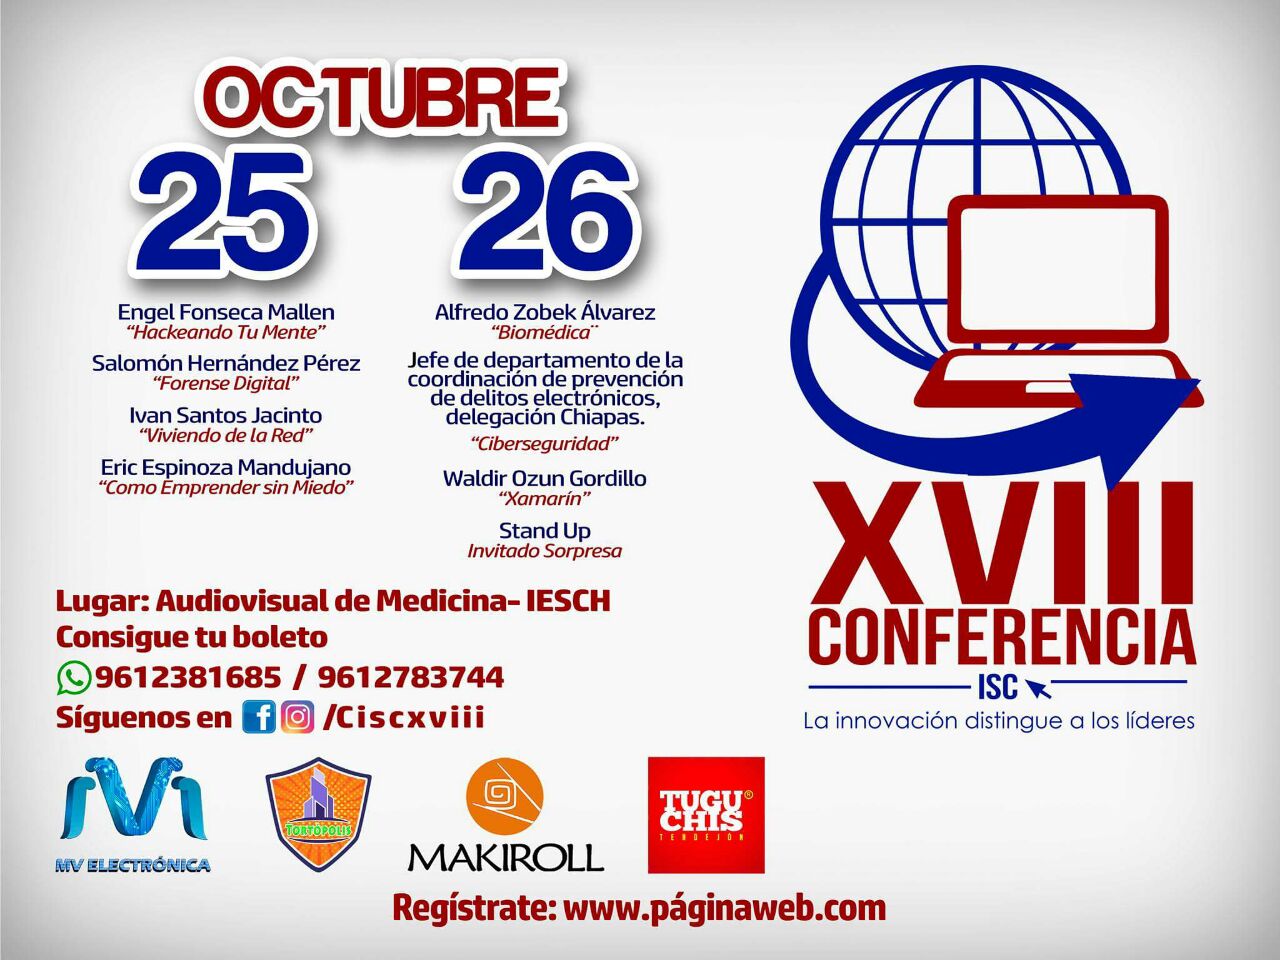 OCTUBRE
25
Engel Fonseca Mallen
“Hackeando Tu Mente”
Salomón Hernández Pérez
“Forense Digital”
Ivan Santos Jacinto
“Viviendo de la Red”
Eric Espinoza Mandujano
“Como Emprender sin Miedo”
26
Alfredo Zobek Álvarez
“Biomédica¨
Jefe de departamento de la
coordinación de prevención
de delitos electrónicos,
delegación Chiapas.
“Ciberseguridad”
Waldir Ozun Gordillo
“Xamarín”
Stand Up
Invitado Sorpresa
XVIII
CONFERENCIA
ISC
La innovación distingue a los líderes
Lugar: Audiovisual de Medicina- IESCH
Consigue tu boleto
9612381685 / 9612783744
Síguenos en /Ciscxviii
MV ELECTRÓNICA
TORTÓPOLIS
MAKIROLL
TUGU®
CHIS
TENDEJÓN
Regístrate: www.páginaweb.com